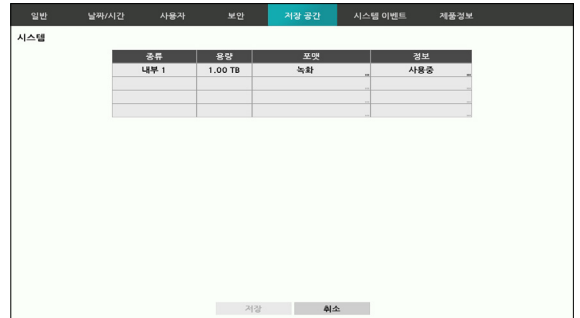 일반 날짜/시간 사용자 보안 저장 공간 시스템 이벤트 제품정보
시스템
종류 용량 포맷 정보
내부 1 1.00 TB 녹화 ... 사용중 ...
... ...
... ...
... ...
저장 취소